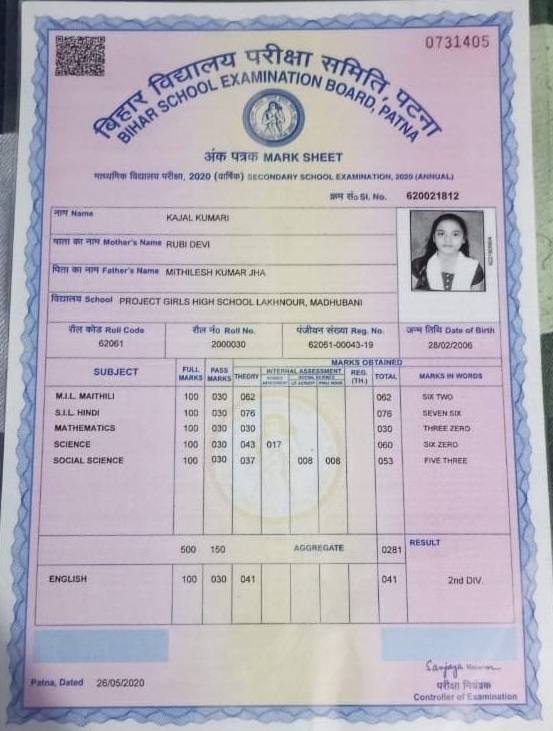 0731405
बिहार विद्यालय परीक्षा समिति, पटना
BIHAR SCHOOL EXAMINATION BOARD, PATNA
अंक पत्रक MARK SHEET
माध्यमिक विद्यालय परीक्षा, 2020 (वार्षिक) SECONDARY SCHOOL EXAMINATION, 2020 (ANNUAL)
क्रम सं० Sl. No. 620021812
नाम Name KAJAL KUMARI
माता का नाम Mother's Name RUBI DEVI
पिता का नाम Father's Name MITHILESH KUMAR JHA
विद्यालय School PROJECT GIRLS HIGH SCHOOL LAKHNOUR, MADHUBANI
रौल कोड Roll Code रौल नं० Roll No. पंजीयन संख्या Reg. No. जन्म तिथि Date of Birth
62061 2000030 62061-00043-19 28/02/2006
SUBJECT FULL MARKS PASS MARKS MARKS OBTAINED
THEORY INTERNAL ASSESSMENT REG. (TH.) TOTAL MARKS IN WORDS
M.I.L. MAITHILI 100 030 062 062 SIX TWO
S.I.L. HINDI 100 030 076 076 SEVEN SIX
MATHEMATICS 100 030 030 030 THREE ZERO
SCIENCE 100 030 043 017 060 SIX ZERO
SOCIAL SCIENCE 100 030 037 008 008 053 FIVE THREE
500 150 AGGREGATE 0281 RESULT
ENGLISH 100 030 041 041 2nd DIV.
Patna, Dated 26/05/2020
परीक्षा नियंत्रक
Controller of Examination